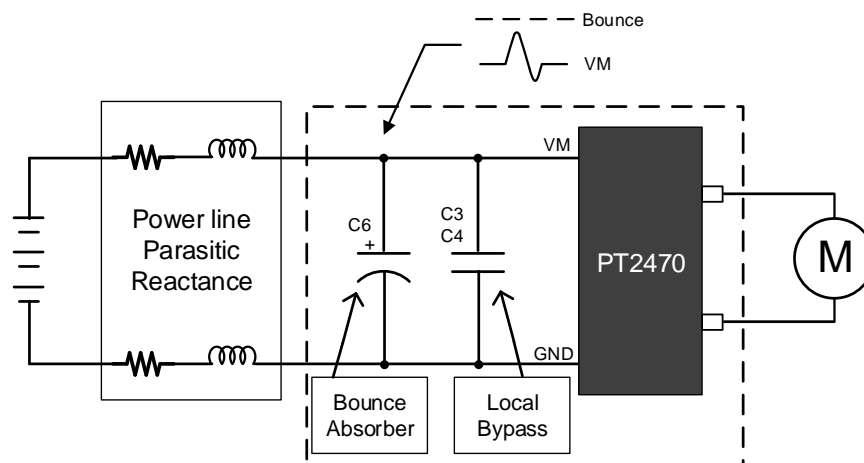 Bounce
VM
VM
C6
+
C3
C4
Power line
Parasitic
Reactance
PT2470
M
GND
Bounce
Absorber
Local
Bypass